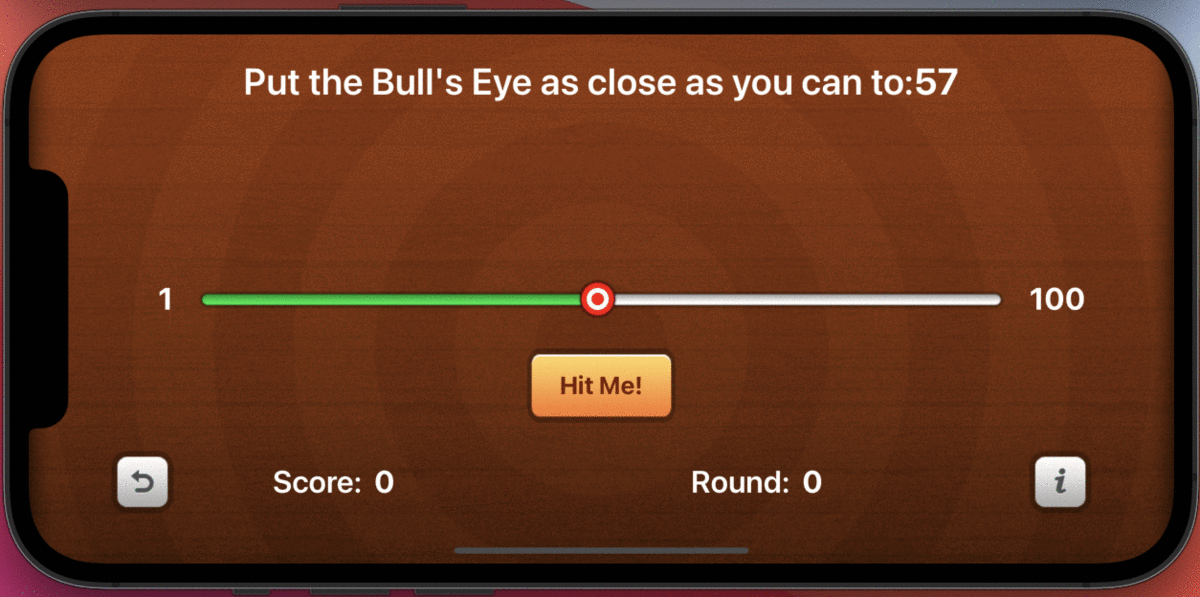 Put the Bull's Eye as close as you can to:57
1 100
Hit Me!
Score: 0 Round: 0
i